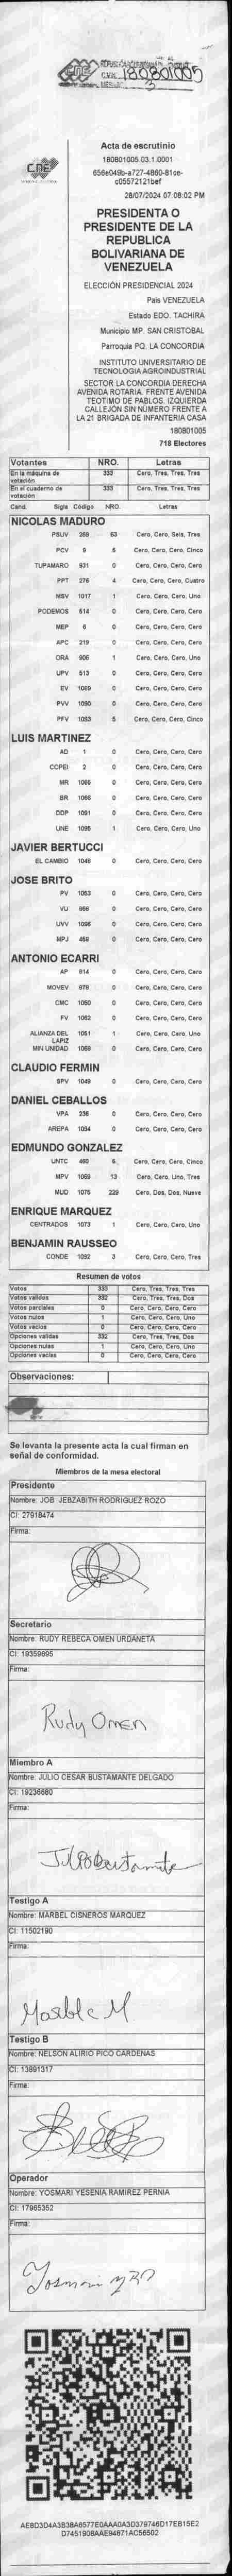 CNE
180801005
CNE
Acta de escrutinio
180801005.03.1.0001
656e049b-a727-4860-81ce-
c05572121bef
28/07/2024 07:08:02 PM
PRESIDENTA O
PRESIDENTE DE LA
REPUBLICA
BOLIVARIANA DE
VENEZUELA
ELECCIÓN PRESIDENCIAL 2024
Pais VENEZUELA
Estado EDO. TACHIRA
Municipio MP. SAN CRISTOBAL
Parroquia PQ. LA CONCORDIA
INSTITUTO UNIVERSITARIO DE
TECNOLOGIA AGROINDUSTRIAL
SECTOR LA CONCORDIA DERECHA
AVENIDA ROTARIA. FRENTE AVENIDA
TEOTIMO DE PABLOS. IZQUIERDA
CALLEJÓN SIN NÚMERO FRENTE A
LA 21 BRIGADA DE INFANTERIA CASA
180801005
718 Electores
Votantes NRO. Letras
En la máquina de votación 333 Cero, Tres, Tres, Tres
En el cuaderno de votación 333 Cero, Tres, Tres, Tres
Cand. Sigla Código NRO. Letras
NICOLAS MADURO
PSUV 269 63 Cero, Cero, Seis, Tres
PCV 9 5 Cero, Cero, Cero, Cinco
TUPAMARO 931 0 Cero, Cero, Cero, Cero
PPT 276 4 Cero, Cero, Cero, Cuatro
MSV 1017 1 Cero, Cero, Cero, Uno
PODEMOS 514 0 Cero, Cero, Cero, Cero
MEP 6 0 Cero, Cero, Cero, Cero
APC 219 0 Cero, Cero, Cero, Cero
ORA 906 1 Cero, Cero, Cero, Uno
UPV 513 0 Cero, Cero, Cero, Cero
EV 1089 0 Cero, Cero, Cero, Cero
PVV 1090 0 Cero, Cero, Cero, Cero
PFV 1093 5 Cero, Cero, Cero, Cinco
LUIS MARTINEZ
AD 1 0 Cero, Cero, Cero, Cero
COPEI 2 0 Cero, Cero, Cero, Cero
MR 1065 0 Cero, Cero, Cero, Cero
BR 1066 0 Cero, Cero, Cero, Cero
DDP 1091 0 Cero, Cero, Cero, Cero
UNE 1095 1 Cero, Cero, Cero, Uno
JAVIER BERTUCCI
EL CAMBIO 1048 0 Cero, Cero, Cero, Cero
JOSE BRITO
PV 1053 0 Cero, Cero, Cero, Cero
VU 868 0 Cero, Cero, Cero, Cero
UVV 1096 0 Cero, Cero, Cero, Cero
MPJ 459 0 Cero, Cero, Cero, Cero
ANTONIO ECARRI
AP 914 0 Cero, Cero, Cero, Cero
MOVEV 979 0 Cero, Cero, Cero, Cero
CMC 1050 0 Cero, Cero, Cero, Cero
FV 1062 0 Cero, Cero, Cero, Cero
ALIANZA DEL LAPIZ 1051 1 Cero, Cero, Cero, Uno
MIN UNIDAD 1068 0 Cero, Cero, Cero, Cero
CLAUDIO FERMIN
SPV 1049 0 Cero, Cero, Cero, Cero
DANIEL CEBALLOS
VPA 236 0 Cero, Cero, Cero, Cero
AREPA 1094 0 Cero, Cero, Cero, Cero
EDMUNDO GONZALEZ
UNTC 460 5 Cero, Cero, Cero, Cinco
MPV 1069 13 Cero, Cero, Uno, Tres
MUD 1075 229 Cero, Dos, Dos, Nueve
ENRIQUE MARQUEZ
CENTRADOS 1073 1 Cero, Cero, Cero, Uno
BENJAMIN RAUSSEO
CONDE 1092 3 Cero, Cero, Cero, Tres
Resumen de votos
Votos 333 Cero, Tres, Tres, Tres
Votos validos 332 Cero, Tres, Tres, Dos
Votos parciales 0 Cero, Cero, Cero, Cero
Votos nulos 1 Cero, Cero, Cero, Uno
Votos vacios 0 Cero, Cero, Cero, Cero
Opciones validas 332 Cero, Tres, Tres, Dos
Opciones nulas 1 Cero, Cero, Cero, Uno
Opciones vacias 0 Cero, Cero, Cero, Cero
Observaciones:
Se levanta la presente acta la cual firman en
señal de conformidad.
Miembros de la mesa electoral
Presidente
Nombre: JOB JEBZABITH RODRIGUEZ ROZO
CI: 27918474
Firma:
Secretario
Nombre: RUDY REBECA OMEN URDANETA
CI: 19359695
Firma:
Rudy Omen
Miembro A
Nombre: JULIO CESAR BUSTAMANTE DELGADO
CI: 19236680
Firma:
Testigo A
Nombre: MARBEL CISNEROS MARQUEZ
CI: 11502190
Firma:
Testigo B
Nombre: NELSON ALIRIO PICO CARDENAS
CI: 13891317
Firma:
Operador
Nombre: YOSMARI YESENIA RAMIREZ PERNIA
CI: 17965352
Firma:
AEBD3D4A3B38A6577E0AAA0A3D379746D17EB15E2
D7451908AAE94871AC56502